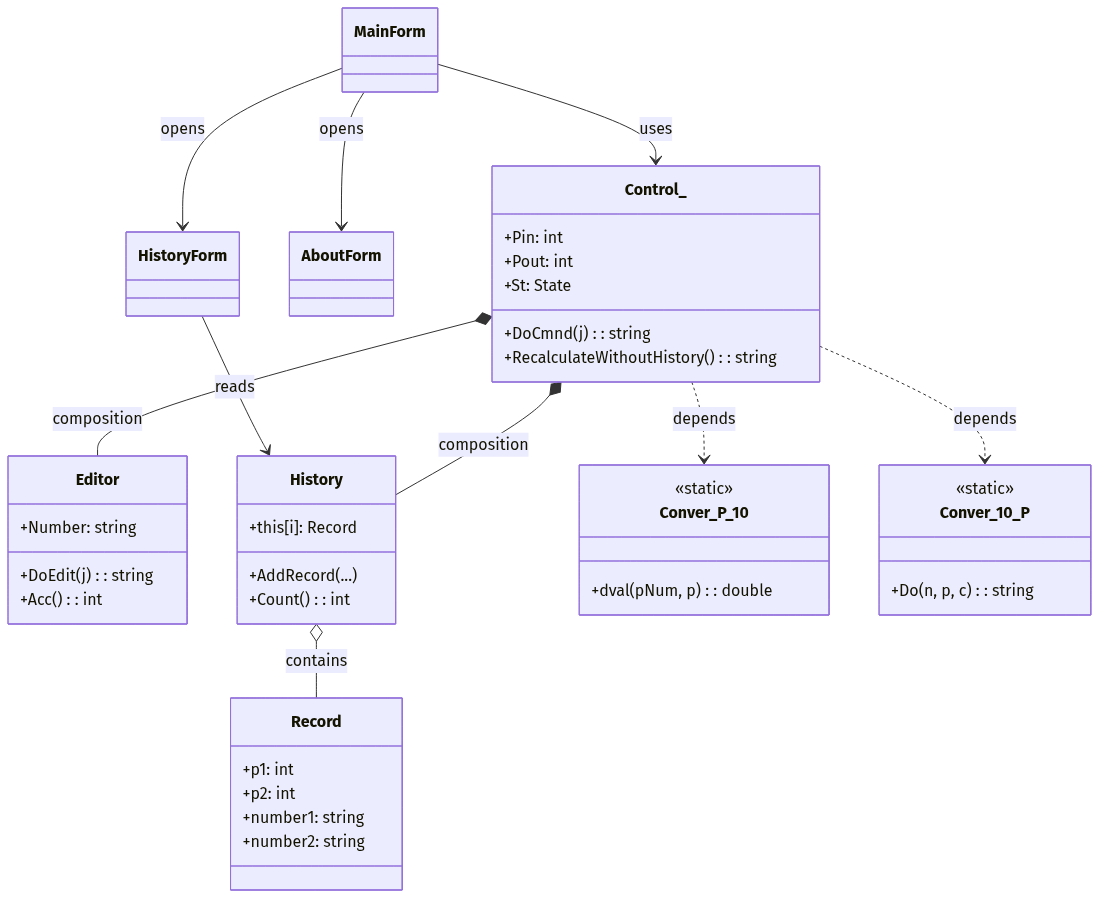 MainForm
opens
opens
uses
Control_
+Pin: int
+Pout: int
+St: State
+DoCmnd(j) : : string
+RecalculateWithoutHistory() : : string
HistoryForm
AboutForm
reads
composition
composition
depends
depends
Editor
+Number: string
+DoEdit(j) : : string
+Acc() : : int
History
+this[i]: Record
+AddRecord(...)
+Count() : : int
«static»
Conver_P_10
+dval(pNum, p) : : double
«static»
Conver_10_P
+Do(n, p, c) : : string
contains
Record
+p1: int
+p2: int
+number1: string
+number2: string